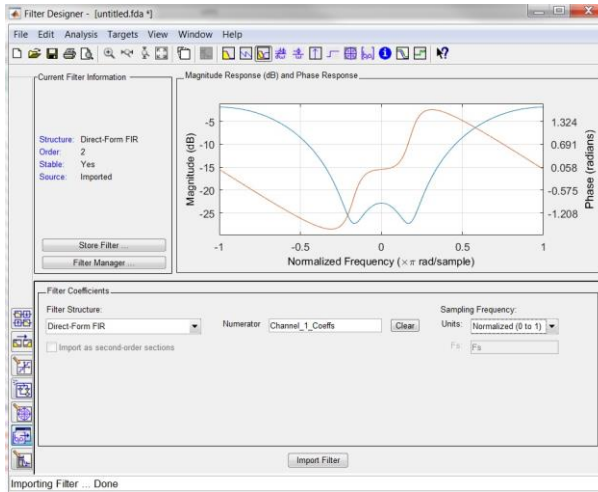 Filter Designer - [untitled.fda *]
File Edit Analysis Targets View Window Help
Current Filter Information
Structure: Direct-Form FIR
Order: 2
Stable: Yes
Source: Imported
Store Filter ...
Filter Manager ...
Magnitude Response (dB) and Phase Response
Magnitude (dB)
-5
-10
-15
-20
-25
1.324
0.691
0.058
-0.575
-1.208
Phase (radians)
-1 -0.5 0 0.5 1
Normalized Frequency (×π rad/sample)
Filter Coefficients
Filter Structure:
Direct-Form FIR
Import as second-order sections
Numerator Channel_1_Coeffs Clear
Sampling Frequency:
Units: Normalized (0 to 1)
Fs Fs
Import Filter
Importing Filter ... Done